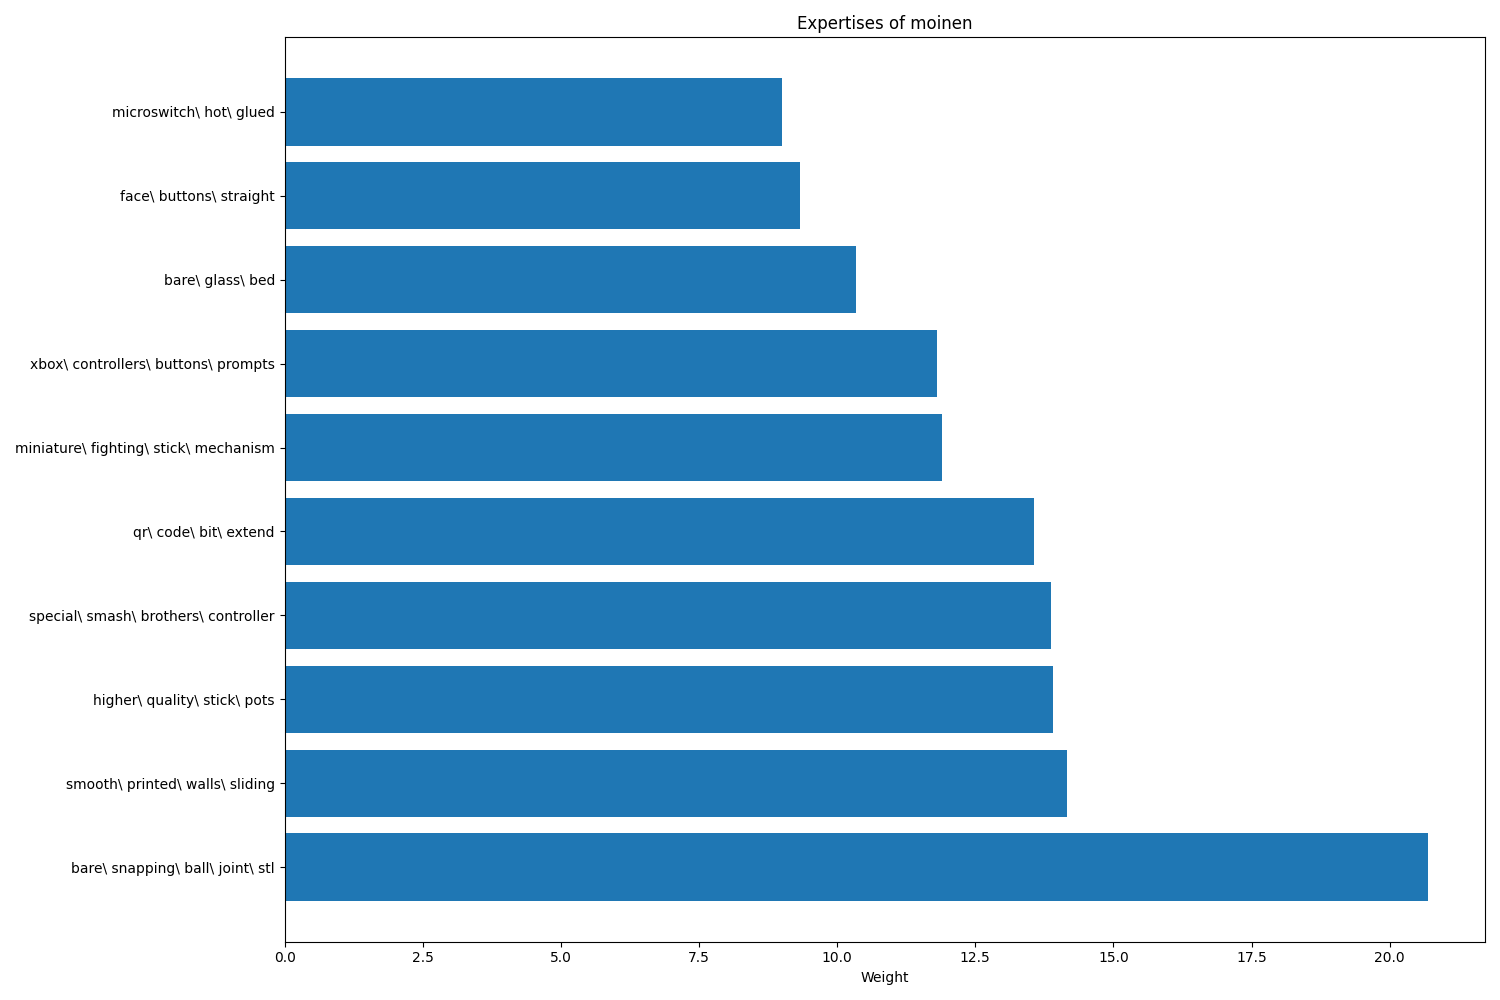 Expertises of moinen
microswitch\ hot\ glued
face\ buttons\ straight
bare\ glass\ bed
xbox\ controllers\ buttons\ prompts
miniature\ fighting\ stick\ mechanism
qr\ code\ bit\ extend
special\ smash\ brothers\ controller
higher\ quality\ stick\ pots
smooth\ printed\ walls\ sliding
bare\ snapping\ ball\ joint\ stl
0.0 2.5 5.0 7.5 10.0 12.5 15.0 17.5 20.0
Weight